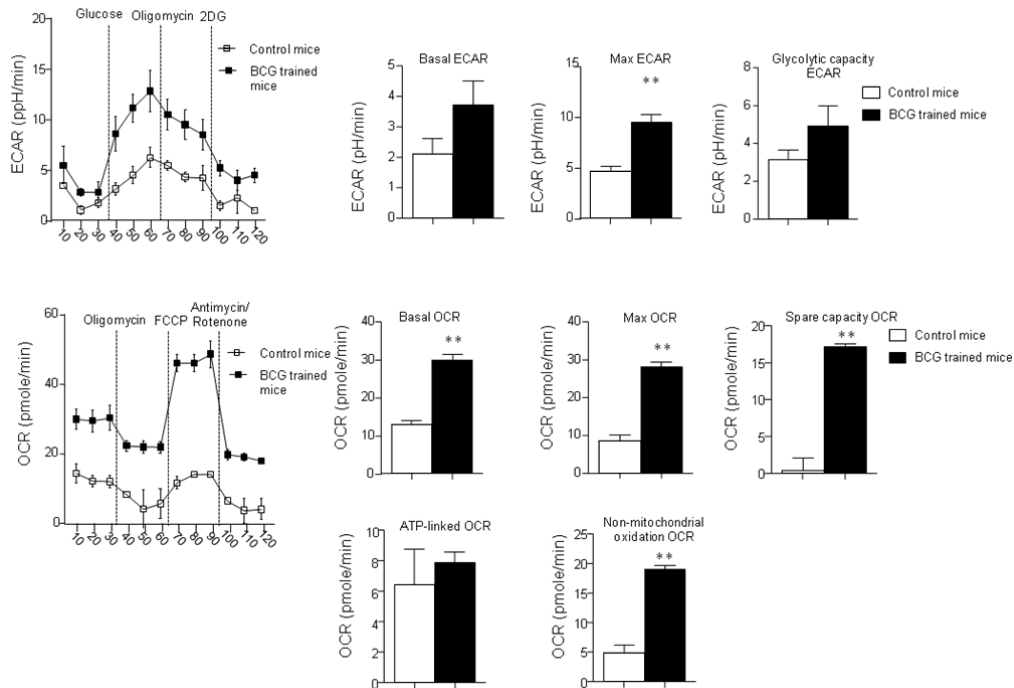 Glucose Oligomycin 2DG
20
15
10
5
0
ECAR (ppH/min)
10 20 30 40 50 60 70 80 90 100 110 120
Control mice
BCG trained
mice
Basal ECAR
5
4
3
2
1
0
ECAR (pH/min)
Max ECAR
**
15
10
5
0
ECAR (pH/min)
Glycolytic capacity
ECAR
8
6
4
2
0
ECAR (pH/min)
Control mice
BCG trained mice
Oligomycin FCCP Antimycin/
Rotenone
60
40
20
0
OCR (pmole/min)
10 20 30 40 50 60 70 80 90 100 110 120
Control mice
BCG trained
mice
Basal OCR
**
40
30
20
10
0
OCR (pmole/min)
Max OCR
**
40
30
20
10
0
OCR (pmole/min)
Spare capacity OCR
**
20
15
10
5
0
OCR (pmole/min)
Control mice
BCG trained mice
ATP-linked OCR
10
8
6
4
2
0
OCR (pmole/min)
Non-mitochondrial
oxidation OCR
**
25
20
15
10
5
0
OCR (pmole/min)